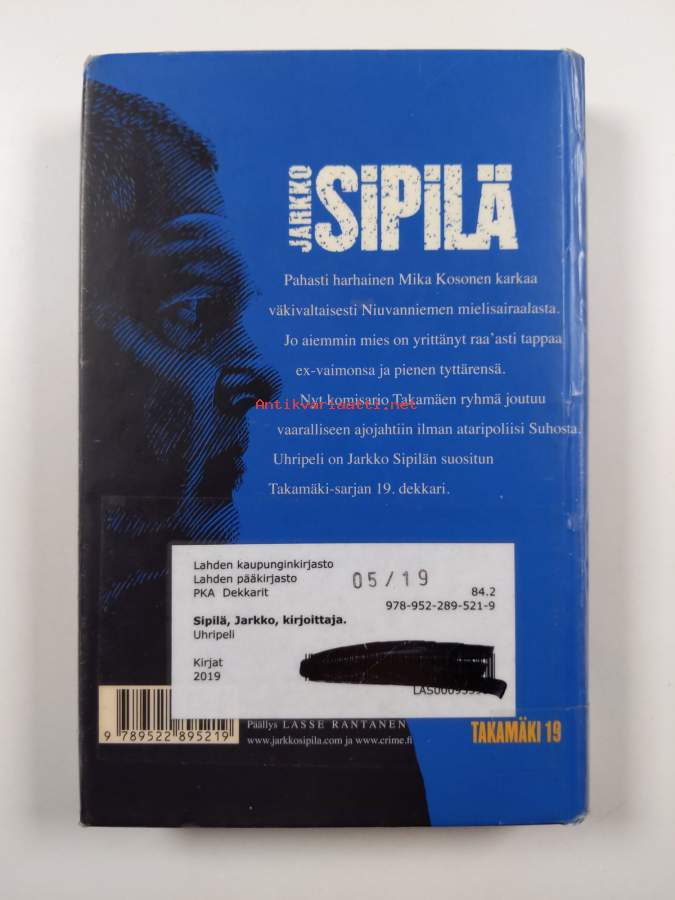 JARKKO
SiPiLÄ
Pahasti harhainen Mika Kosonen karkaa
väkivaltaisesti Niuvanniemen mielisairaalasta.
Jo aiemmin mies on yrittänyt raa'asti tappaa
ex-vaimonsa ja pienen tyttärensä.
Antikvariaatti.net
Nyt komisario Takamäen ryhmä joutuu
vaaralliseen ajojahtiin ilman ataripoliisi Suhosta.
Uhripeli on Jarkko Sipilän suositun
Takamäki-sarjan 19. dekkari.
Lahden kaupunginkirjasto
Lahden pääkirjasto 05/19
PKA Dekkarit 84.2
978-952-289-521-9
Sipilä, Jarkko, kirjoittaja.
Uhripeli
Kirjat
2019
Päällys LASSE RANTANEN
www.jarkkosipila.com ja www.crime.fi
9 789522 895219
TAKAMÄKI 19